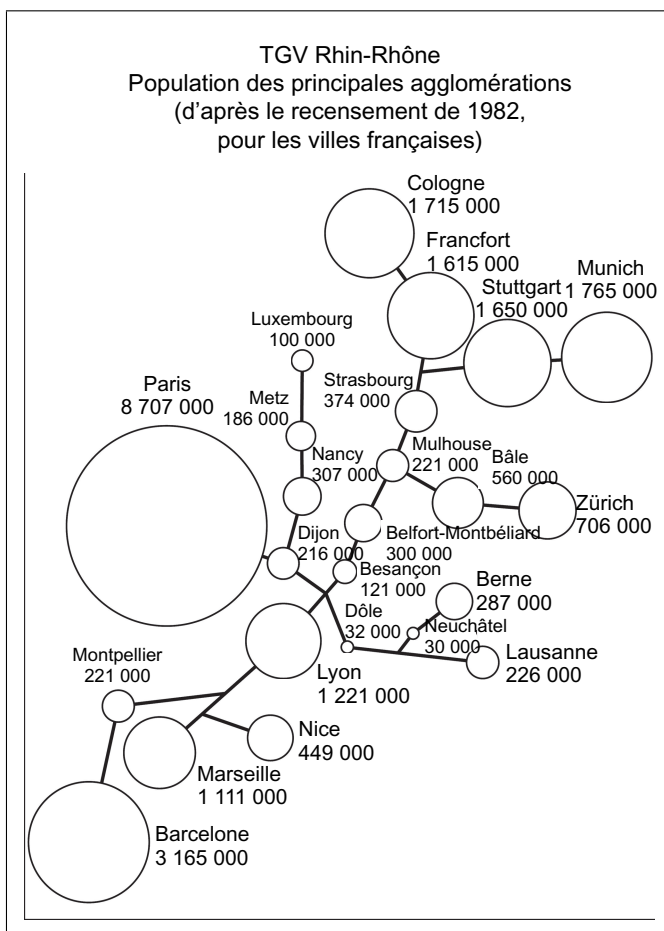 TGV Rhin-Rhône
Population des principales agglomérations
(d'après le recensement de 1982,
pour les villes françaises)
Cologne
1 715 000
Francfort
1 615 000
Stuttgart
1 650 000
Munich
1 765 000
Luxembourg
100 000
Paris
8 707 000
Metz
186 000
Strasbourg
374 000
Nancy
307 000
Mulhouse
221 000
Bâle
560 000
Zürich
706 000
Dijon
216 000
Belfort-Montbéliard
300 000
Besançon
121 000
Berne
287 000
Dôle
32 000
Neuchâtel
30 000
Lausanne
226 000
Montpellier
221 000
Lyon
1 221 000
Nice
449 000
Marseille
1 111 000
Barcelone
3 165 000